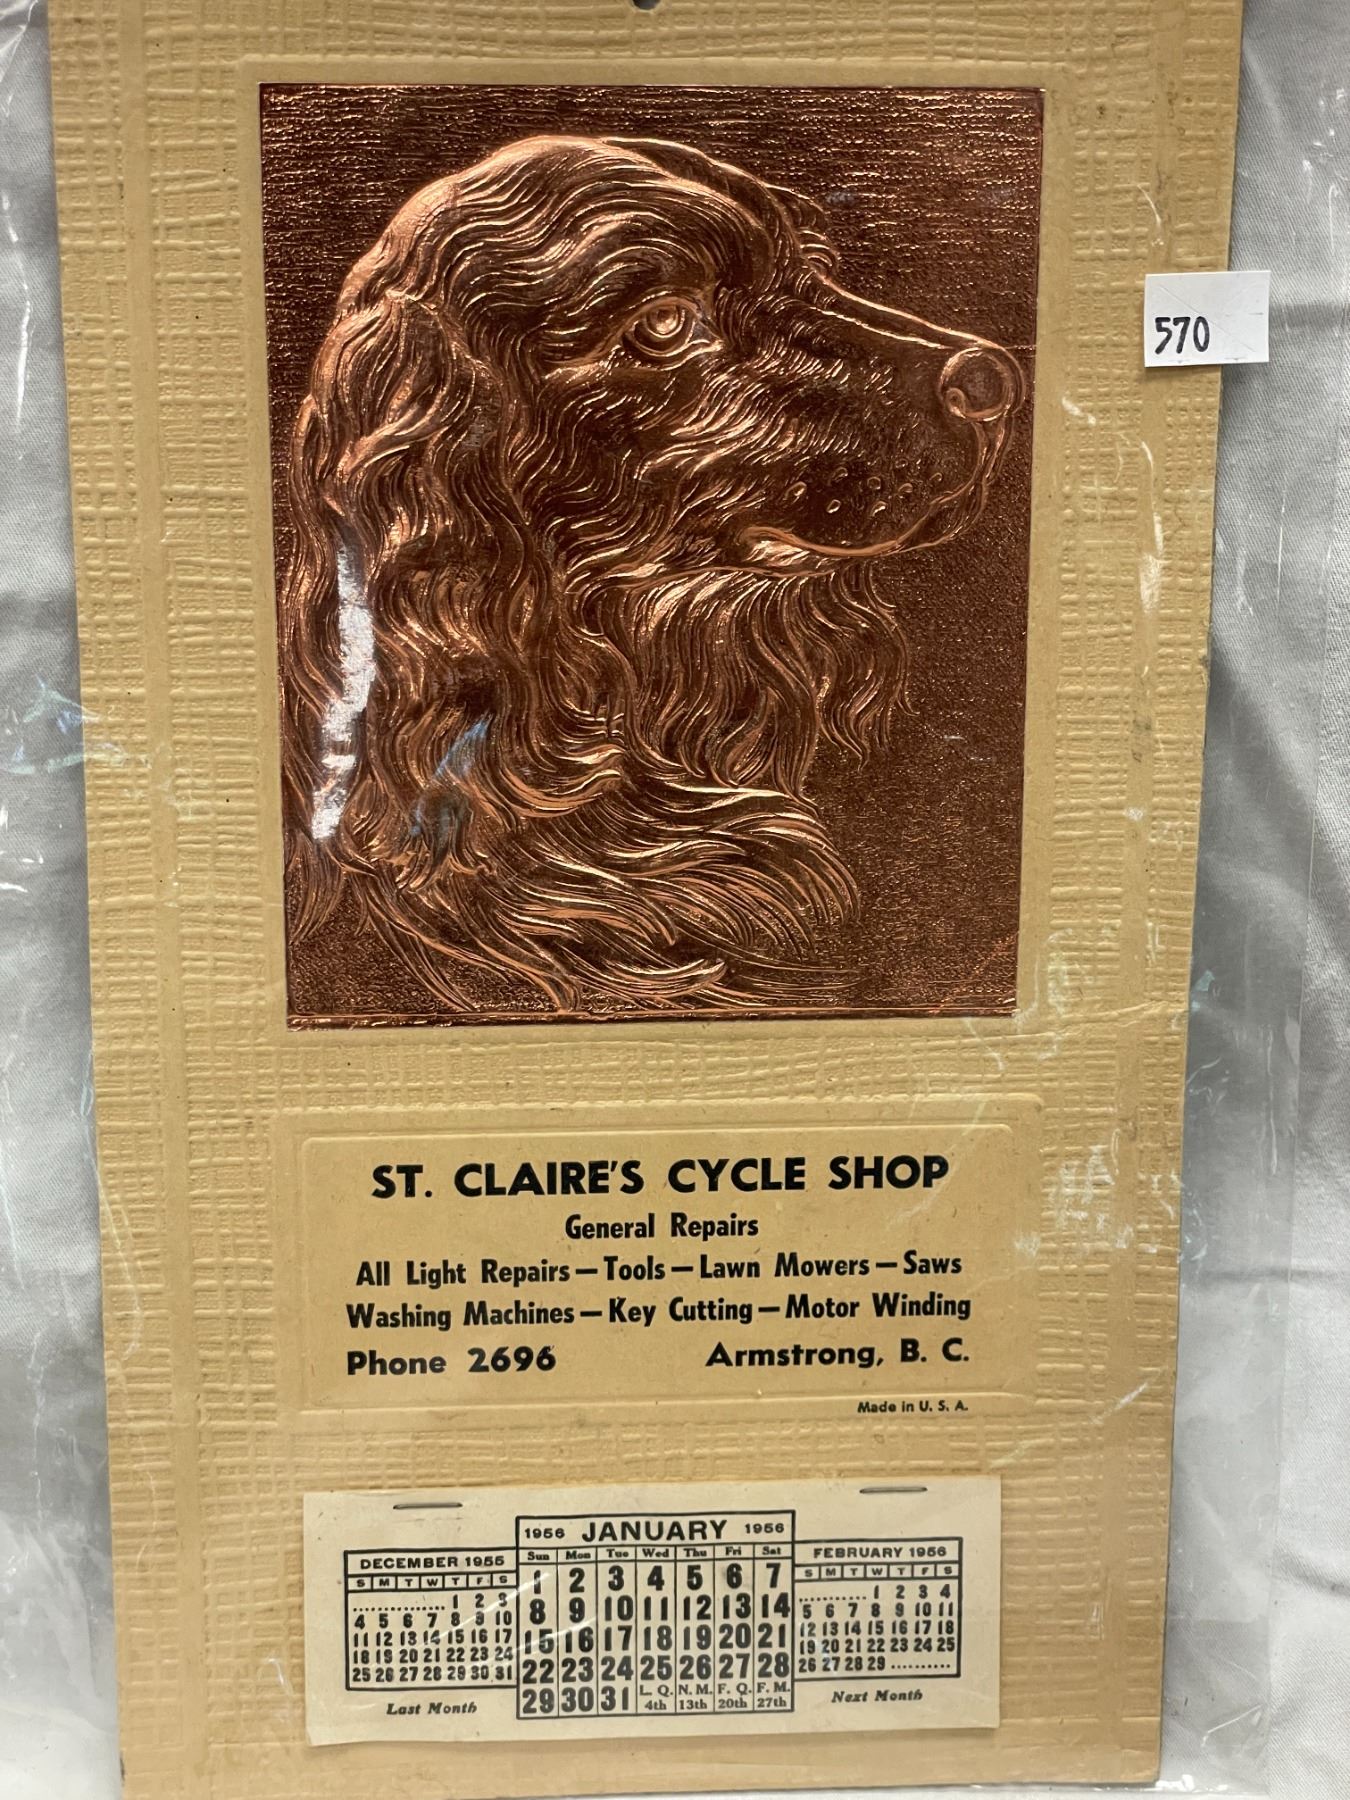 570
ST. CLAIRE'S CYCLE SHOP
General Repairs
All Light Repairs — Tools — Lawn Mowers — Saws
Washing Machines — Key Cutting — Motor Winding
Phone 2696 Armstrong, B. C.
Made in U. S. A.
DECEMBER 1955
S M T W T F S
1 2 3
4 5 6 7 8 9 10
11 12 13 14 15 16 17
18 19 20 21 22 23 24
25 26 27 28 29 30 31
Last Month
1956 JANUARY 1956
Sun Mon Tue Wed Thu Fri Sat
1 2 3 4 5 6 7
8 9 10 11 12 13 14
15 16 17 18 19 20 21
22 23 24 25 26 27 28
29 30 31 L. Q. 4th N. M. 13th F. Q. 20th F. M. 27th
FEBRUARY 1956
S M T W T F S
1 2 3 4
5 6 7 8 9 10 11
12 13 14 15 16 17 18
19 20 21 22 23 24 25
26 27 28 29
Next Month